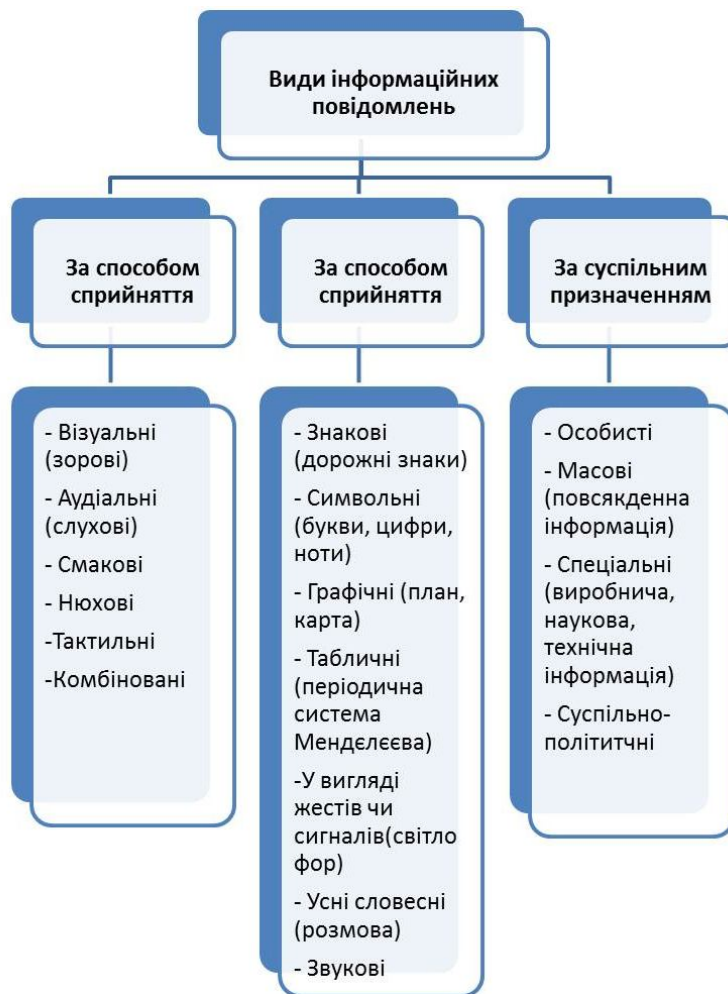 Види інформаційних
повідомлень
За способом
сприйняття
- Візуальні
(зорові)
- Аудіальні
(слухові)
- Смакові
- Нюхові
-Тактильні
-Комбіновані
За способом
сприйняття
- Знакові
(дорожні знаки)
- Символьні
(букви, цифри,
ноти)
- Графічні (план,
карта)
- Табличні
(періодична
система
Мендєлєєва)
-У вигляді
жестів чи
сигналів(світло
фор)
- Усні словесні
(розмова)
- Звукові
За суспільним
призначенням
- Особисті
- Масові
(повсякденна
інформація)
- Спеціальні
(виробнича,
наукова,
технічна
інформація)
- Суспільно-
політитчні